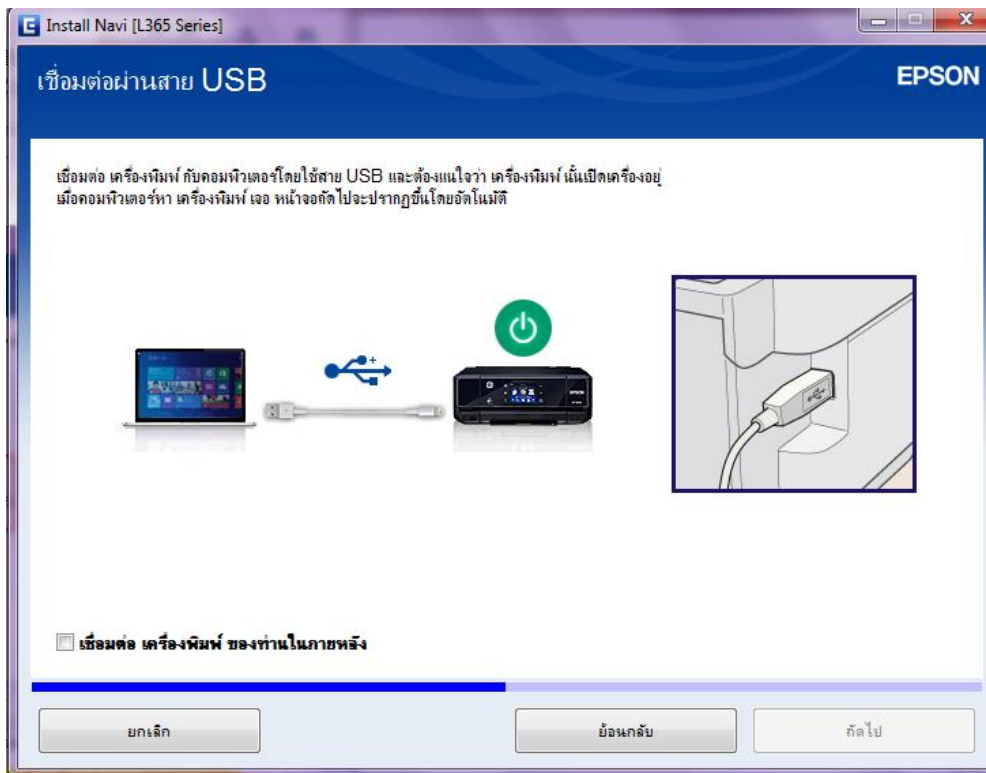 Install Navi [L365 Series]
เชื่อมต่อผ่านสาย USB
EPSON
เชื่อมต่อ เครื่องพิมพ์ กับคอมพิวเตอร์โดยใช้สาย USB และต้องแน่ใจว่า เครื่องพิมพ์ นั้นเปิดเครื่องอยู่
เมื่อคอมพิวเตอร์หา เครื่องพิมพ์ เจอ หน้าจอถัดไปจะปรากฏขึ้นโดยอัตโนมัติ
เชื่อมต่อ เครื่องพิมพ์ ของท่านในภายหลัง
ยกเลิก
ย้อนกลับ
ถัดไป